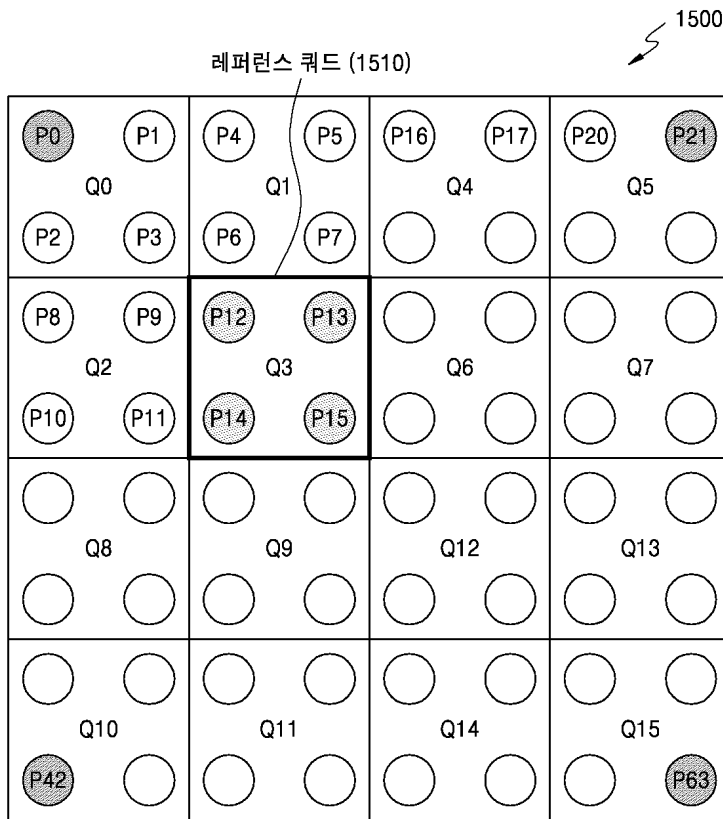 1500
레퍼런스 쿼드 (1510)
P0 P1 P4 P5 P16 P17 P20 P21
Q0 Q1 Q4 Q5
P2 P3 P6 P7
P8 P9 P12 P13
Q2 Q3 Q6 Q7
P10 P11 P14 P15
Q8 Q9 Q12 Q13
Q10 Q11 Q14 Q15
P42 P63